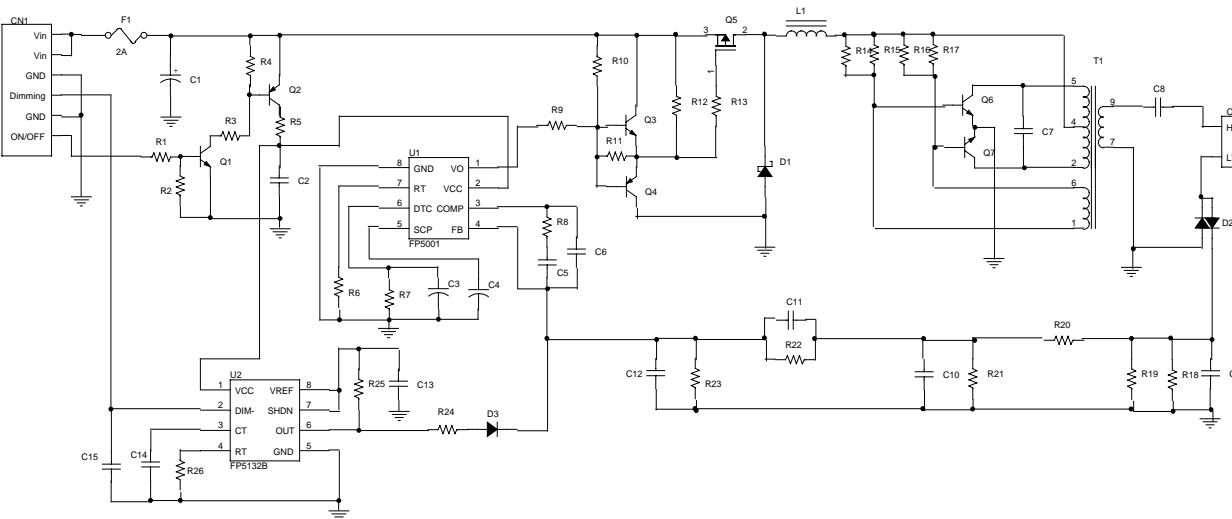 CN1
Vin
Vin
GND
Dimming
GND
ON/OFF
F1
2A
C1
+
R4
Q2
R3
R5
R1
Q1
R2
C2
U1
8 GND VO 1
7 RT VCC 2
6 DTC COMP 3
5 SCP FB 4
FP5001
R6
R7
C3
C4
R8
C5
C6
R9
R10
R11
Q3
Q4
R12
R13
3 Q5 2
1
D1
L1
R14
R15
R16
R17
Q6
Q7
C7
T1
5
4
2
6
1
9
7
C8
C
H
L
D2
U2
1 VCC VREF 8
2 DIM- SHDN 7
3 CT OUT 6
4 RT GND 5
FP5132B
C15
C14
R26
R25
C13
R24
D3
C12
R23
C11
R22
C10
R21
R20
R19
R18
C